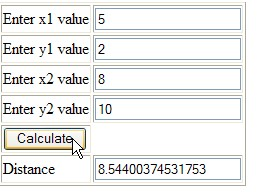 Enter x1 value 5
Enter y1 value 2
Enter x2 value 8
Enter y2 value 10
Calculate
Distance 8.54400374531753